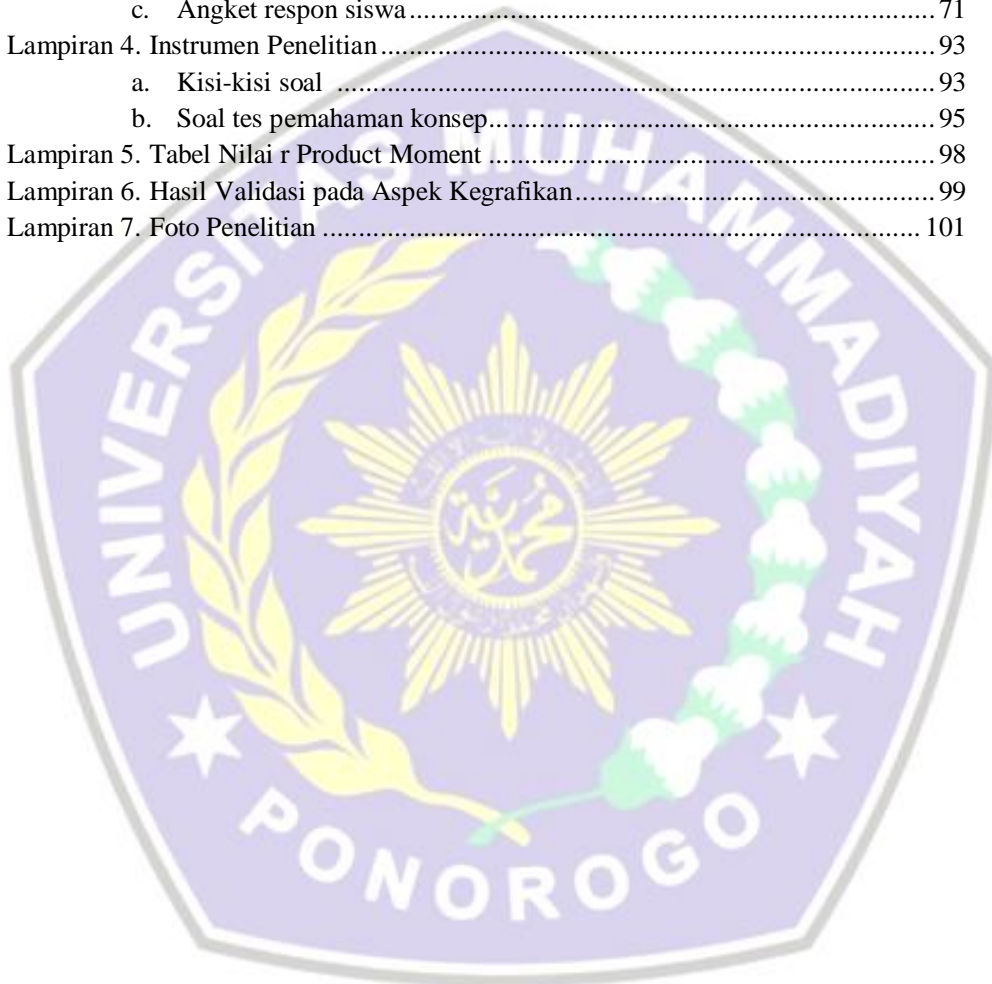 c. Angket respon siswa........................................................................71
Lampiran 4. Instrumen Penelitian............................................................................93
a. Kisi-kisi soal ..................................................................................93
b. Soal tes pemahaman konsep.............................................................95
Lampiran 5. Tabel Nilai r Product Moment .............................................................98
Lampiran 6. Hasil Validasi pada Aspek Kegrafikan.................................................99
Lampiran 7. Foto Penelitian ..................................................................................101
UNIVERSITAS MUHAMMADIYAH
محمدية
PONOROGO